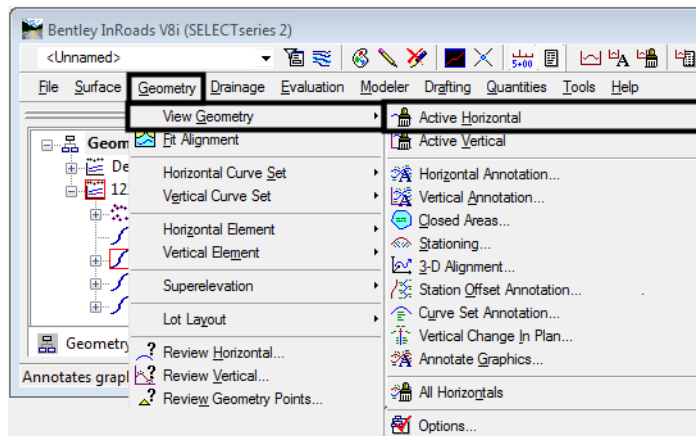 Bentley InRoads V8i (SELECTseries 2)
<Unnamed>
5+00
A
File Surface Geometry Drainage Evaluation Modeler Drafting Quantities Tools Help
View Geometry
Fit Alignment
Horizontal Curve Set
Vertical Curve Set
Horizontal Element
Vertical Element
Superelevation
Lot Layout
Review Horizontal...
Review Vertical...
Review Geometry Points...
Active Horizontal
Active Vertical
Horizontal Annotation...
Vertical Annotation...
Closed Areas...
Stationing...
3-D Alignment...
Station Offset Annotation...
Curve Set Annotation...
Vertical Change In Plan...
Annotate Graphics...
All Horizontals
Options...
Geom
De
12
Geometry
Annotates grap